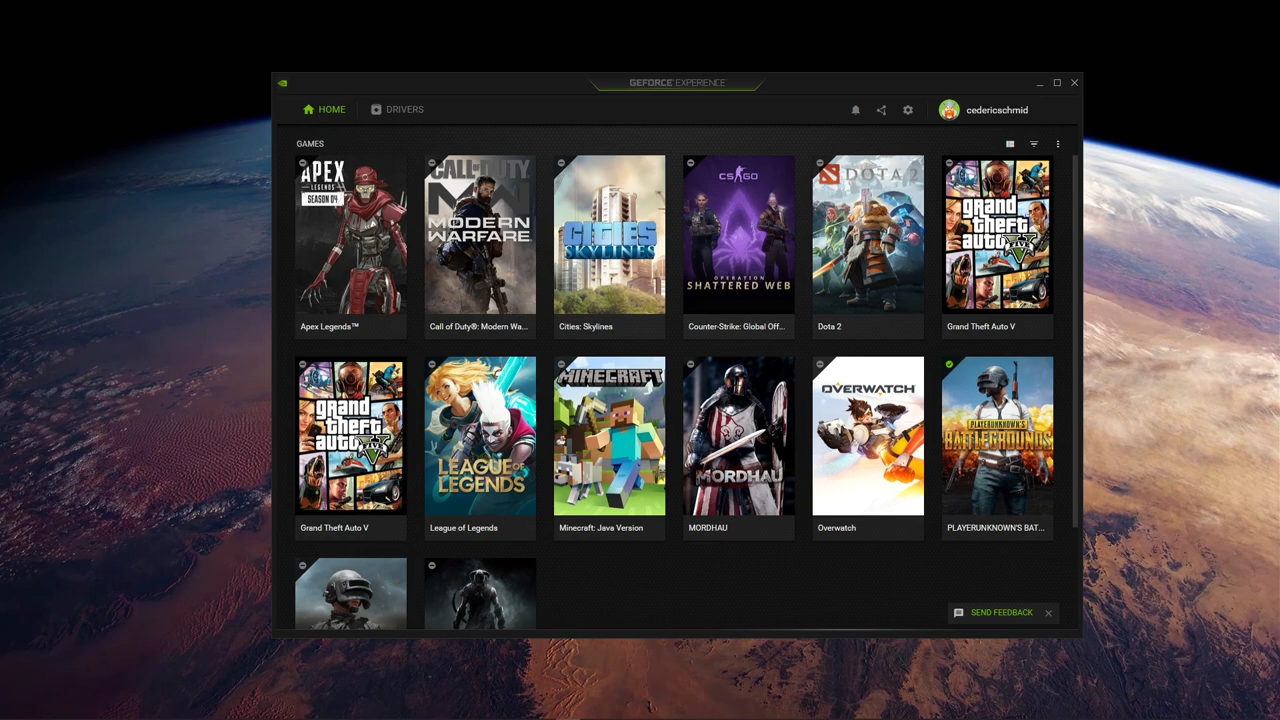 GEFORCE EXPERIENCE
HOME
DRIVERS
cedericschmid
GAMES
APEX
LEGENDS
SEASON 04
CALL OF DUTY
MW
MODERN
WARFARE
CITIES
SKYLINES
CS GO
OPERATION
SHATTERED WEB
DOTA 2
grand
theft
auto
V
FIVE
Apex Legends™
Call of Duty®: Modern Wa...
Cities: Skylines
Counter-Strike: Global Off...
Dota 2
Grand Theft Auto V
grand
theft
auto
V
FIVE
LEAGUE OF
LEGENDS
MINECRAFT
MORDHAU
OVERWATCH
PLAYERUNKNOWN'S
BATTLEGROUNDS
Grand Theft Auto V
League of Legends
Minecraft: Java Version
MORDHAU
Overwatch
PLAYERUNKNOWN'S BAT...
SEND FEEDBACK